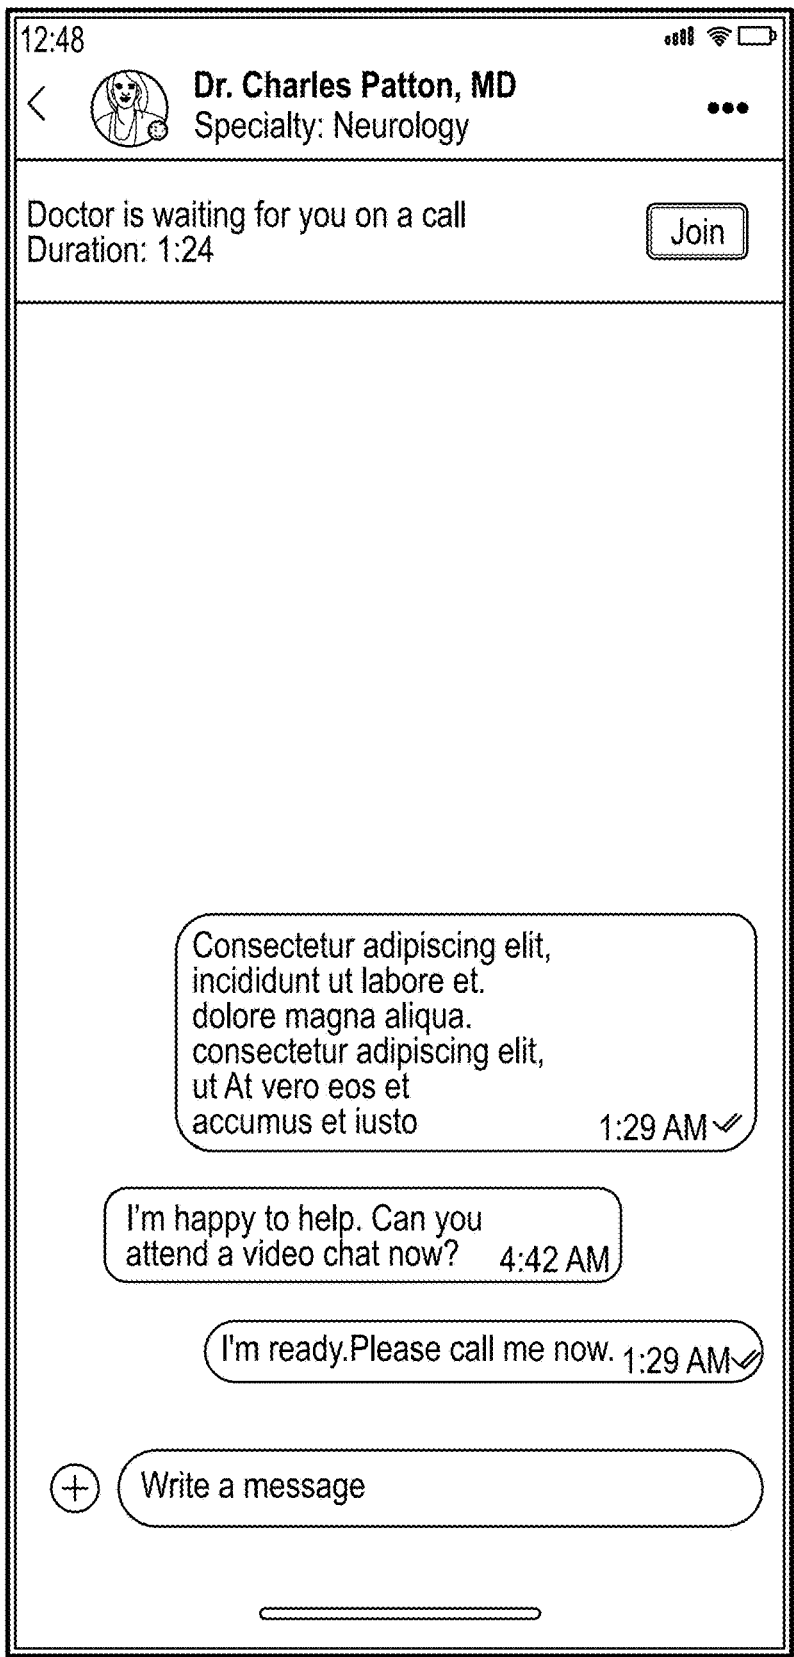 12:48
Dr. Charles Patton, MD
Specialty: Neurology
Doctor is waiting for you on a call
Duration: 1:24
Join
Consectetur adipiscing elit,
incididunt ut labore et.
dolore magna aliqua.
consectetur adipiscing elit,
ut At vero eos et
accumus et iusto
1:29 AM
I'm happy to help. Can you
attend a video chat now?
4:42 AM
I'm ready.Please call me now.
1:29 AM
Write a message